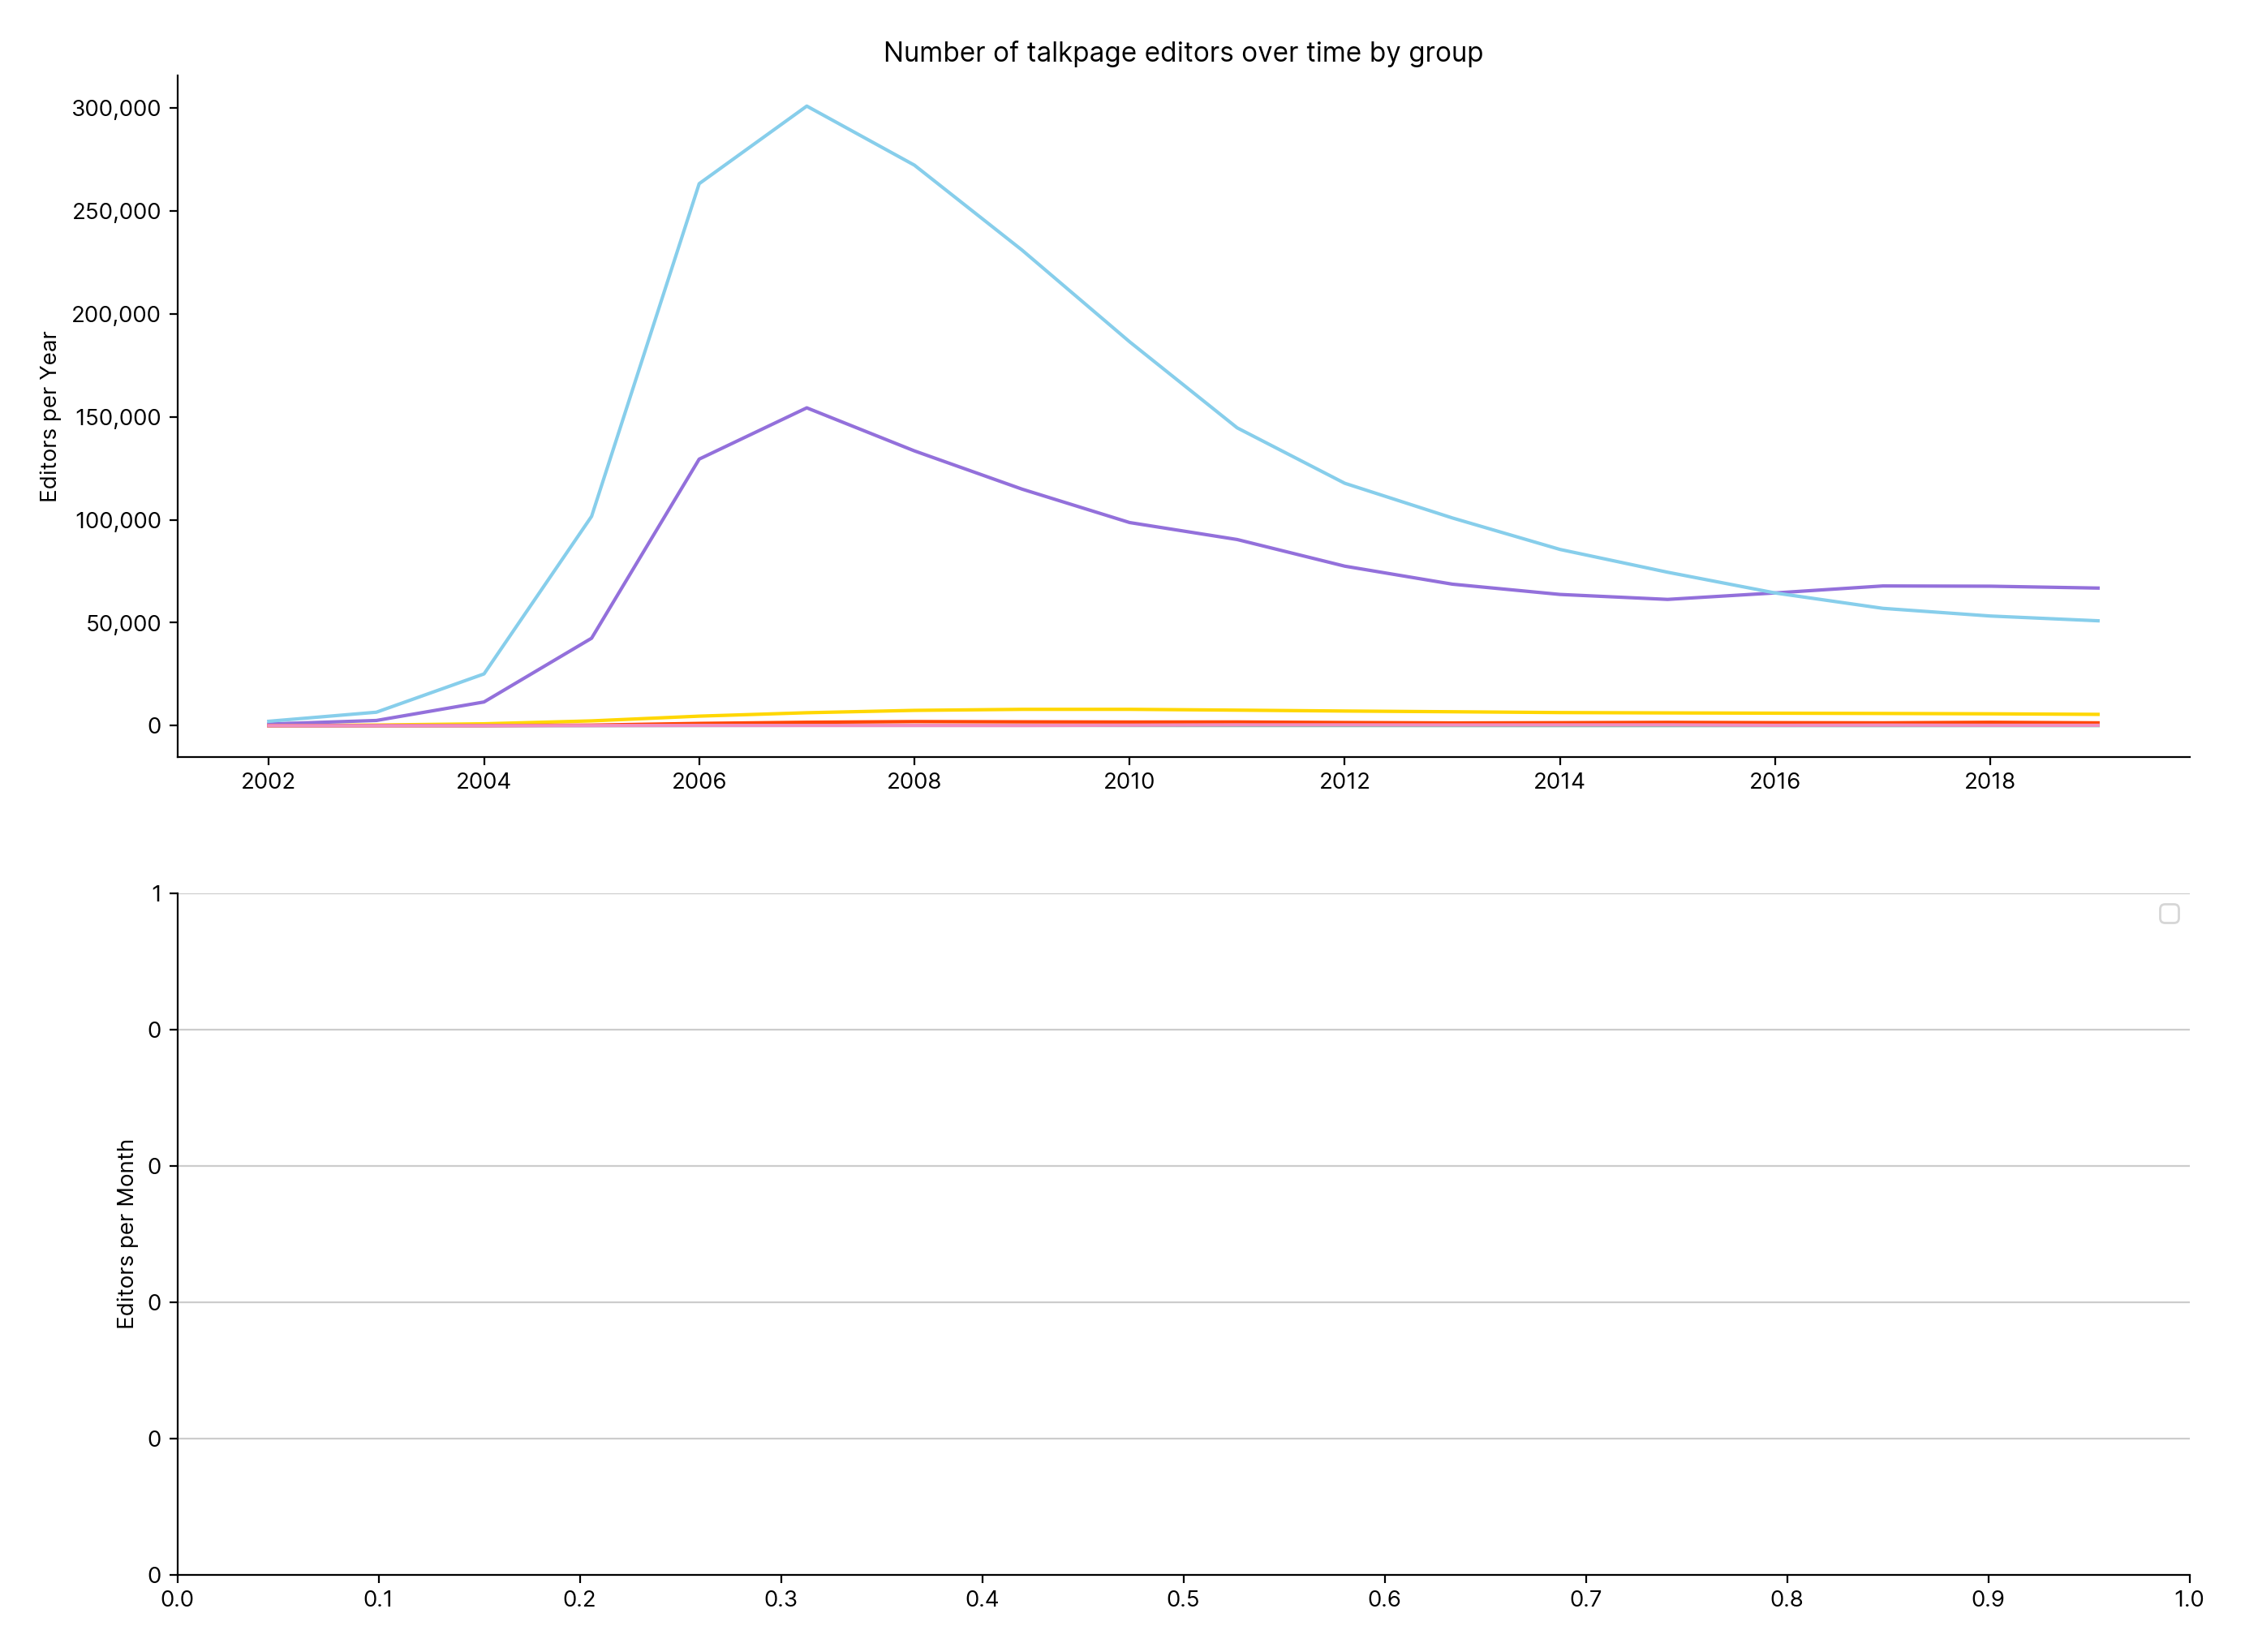 Number of talkpage editors over time by group
300,000
250,000
200,000
150,000
100,000
50,000
0
Editors per Year
2002 2004 2006 2008 2010 2012 2014 2016 2018
1
0
0
0
0
0
Editors per Month
0.0 0.1 0.2 0.3 0.4 0.5 0.6 0.7 0.8 0.9 1.0